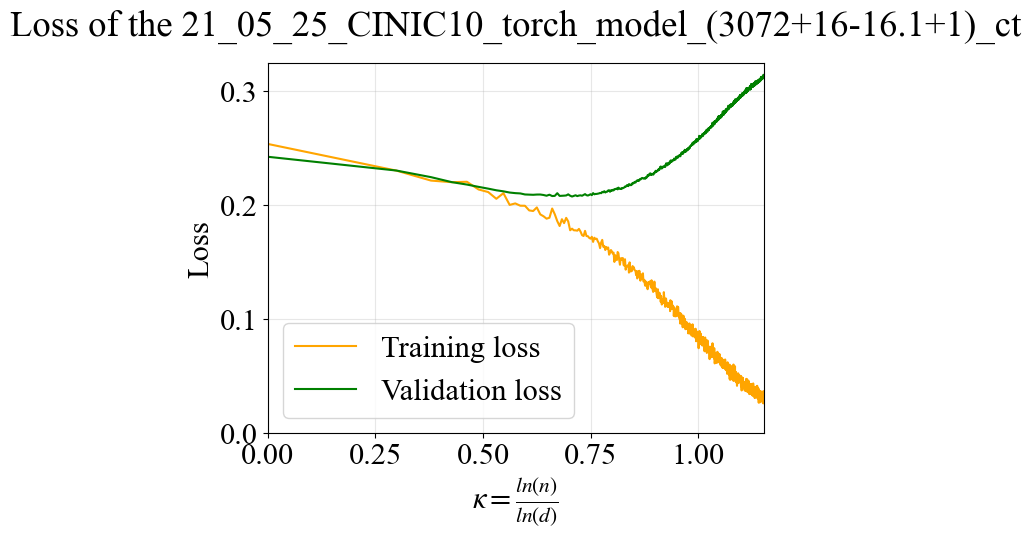 Loss of the 21_05_25_CINIC10_torch_model_(3072+16-16.1+1)_ct
0.3
0.2
0.1
0.0
Loss
Training loss
Validation loss
0.00 0.25 0.50 0.75 1.00
κ = ln(n)/ln(d)